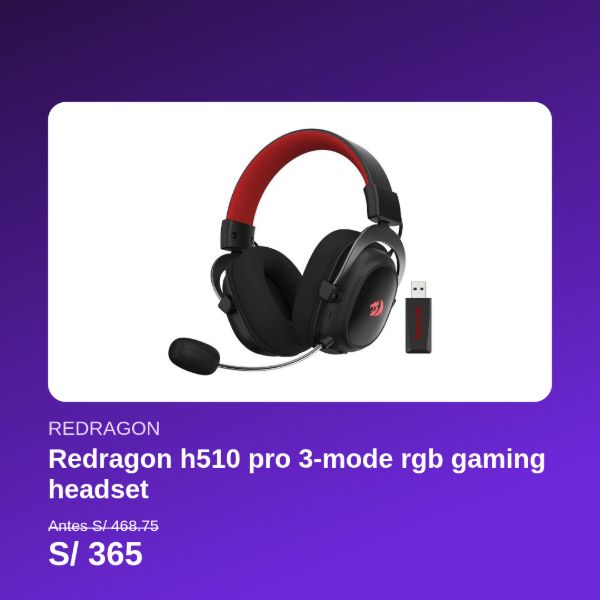 REDRAGON
Redragon h510 pro 3-mode rgb gaming
headset
Antes S/ 468.75
S/ 365